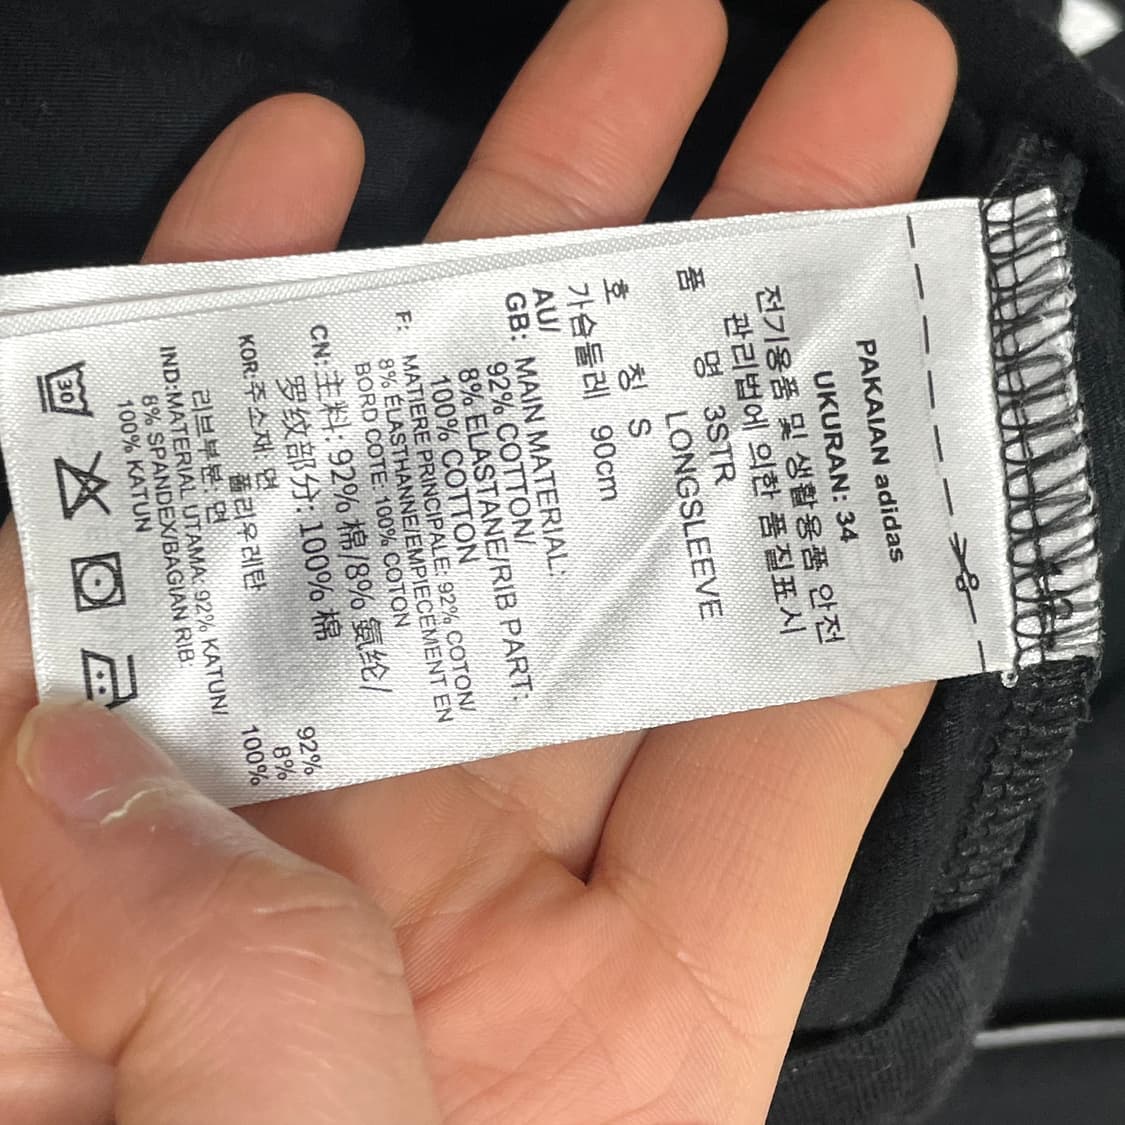 PAKAIAN adidas
UKURAN: 34
전기용품 및 생활용품 안전
관리법에 의한 품질표시
품 명 3STR
LONGSLEEVE
호 칭 S
가슴둘레 90cm
AU/
GB: MAIN MATERIAL:
92% COTTON/
8% ELASTANE/RIB PART:
100% COTTON
F: MATIERE PRINCIPALE: 92% COTON/
8% ÉLASTHANNE/EMPIECEMENT EN
BORD COTE: 100% COTON
CN: 主料: 92% 棉/8% 氨纶/
罗纹部分: 100% 棉
KOR: 주소재 면 92%
폴리우레탄 8%
리브부분: 면 100%
IND: MATERIAL UTAMA: 92% KATUN/
8% SPANDEX/BAGIAN RIB:
100% KATUN
30